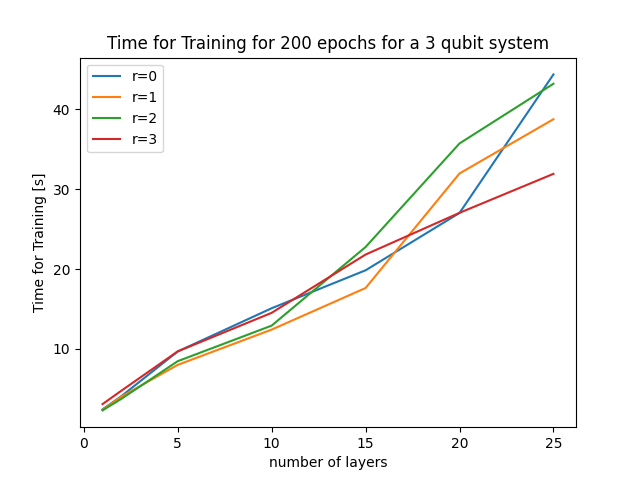 Time for Training for 200 epochs for a 3 qubit system
r=0
r=1
r=2
r=3
Time for Training [s]
40
30
20
10
0 5 10 15 20 25
number of layers